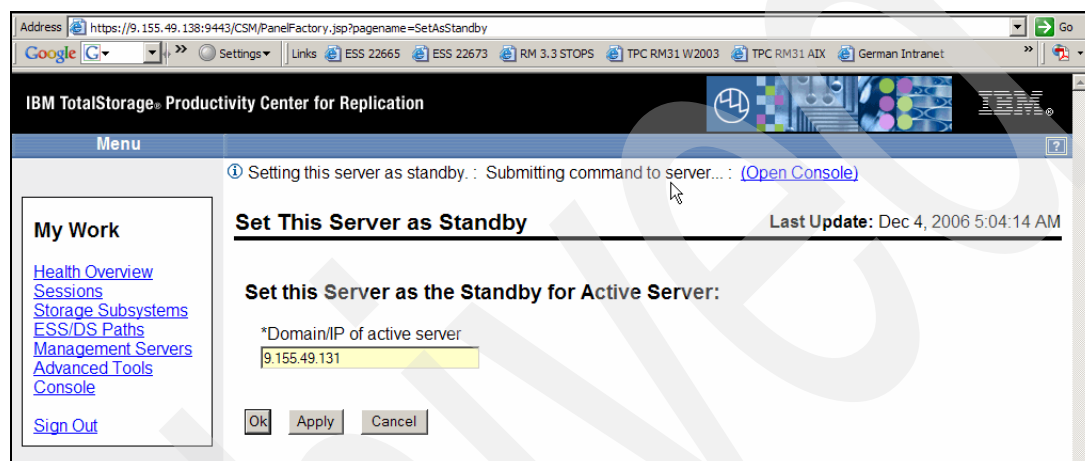 Address https://9.155.49.138:9443/CSM/PanelFactory.jsp?pagename=SetAsStandby Go
Google G Settings Links ESS 22665 ESS 22673 RM 3.3 STOPS TPC RM31 W2003 TPC RM31 AIX German Intranet
IBM TotalStorage® Productivity Center for Replication IBM®
Menu ?
Setting this server as standby. : Submitting command to server... : (Open Console)
Set This Server as Standby Last Update: Dec 4, 2006 5:04:14 AM
My Work
Health Overview
Sessions
Storage Subsystems
ESS/DS Paths
Management Servers
Advanced Tools
Console
Sign Out
Set this Server as the Standby for Active Server:
*Domain/IP of active server
9.155.49.131
Ok Apply Cancel